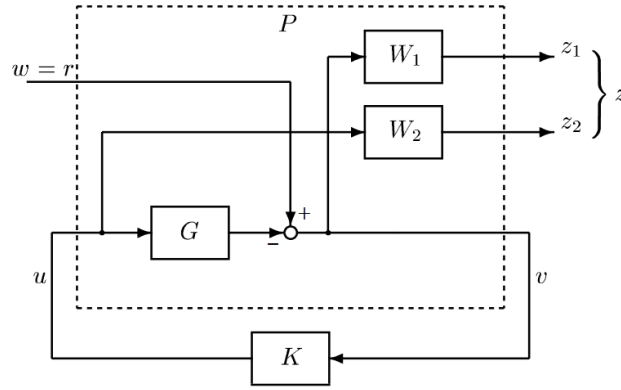 P
W₁
z₁
w = r
z
W₂
z₂
+
G
−
u
v
K